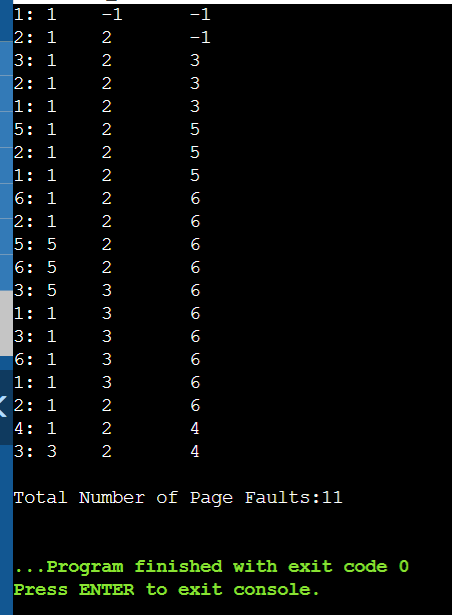 1: 1 -1 -1
2: 1 2 -1
3: 1 2 3
2: 1 2 3
1: 1 2 3
5: 1 2 5
2: 1 2 5
1: 1 2 5
6: 1 2 6
2: 1 2 6
5: 5 2 6
6: 5 2 6
3: 5 3 6
1: 1 3 6
3: 1 3 6
6: 1 3 6
1: 1 3 6
2: 1 2 6
4: 1 2 4
3: 3 2 4
Total Number of Page Faults:11
...Program finished with exit code 0
Press ENTER to exit console.